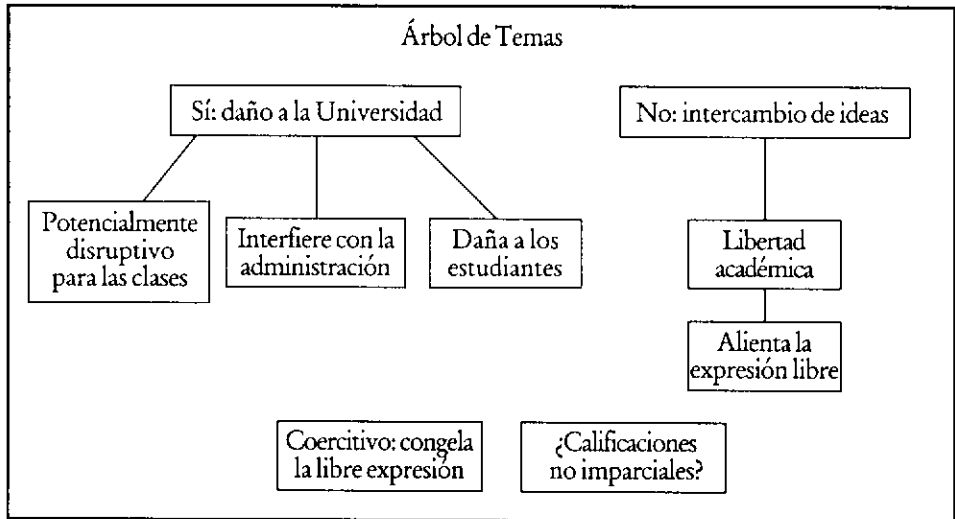 Árbol de Temas
Sí: daño a la Universidad
No: intercambio de ideas
Potencialmente
disruptivo
para las clases
Interfiere con la
administración
Daña a los
estudiantes
Libertad
académica
Alienta la
expresión libre
Coercitivo: congela
la libre expresión
¿Calificaciones
no imparciales?